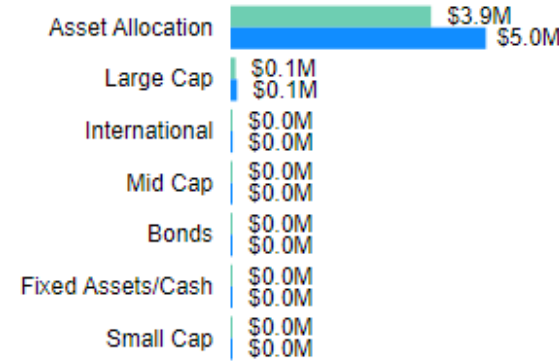 Asset Allocation
$3.9M
$5.0M
Large Cap
$0.1M
$0.1M
International
$0.0M
$0.0M
Mid Cap
$0.0M
$0.0M
Bonds
$0.0M
$0.0M
Fixed Assets/Cash
$0.0M
$0.0M
Small Cap
$0.0M
$0.0M